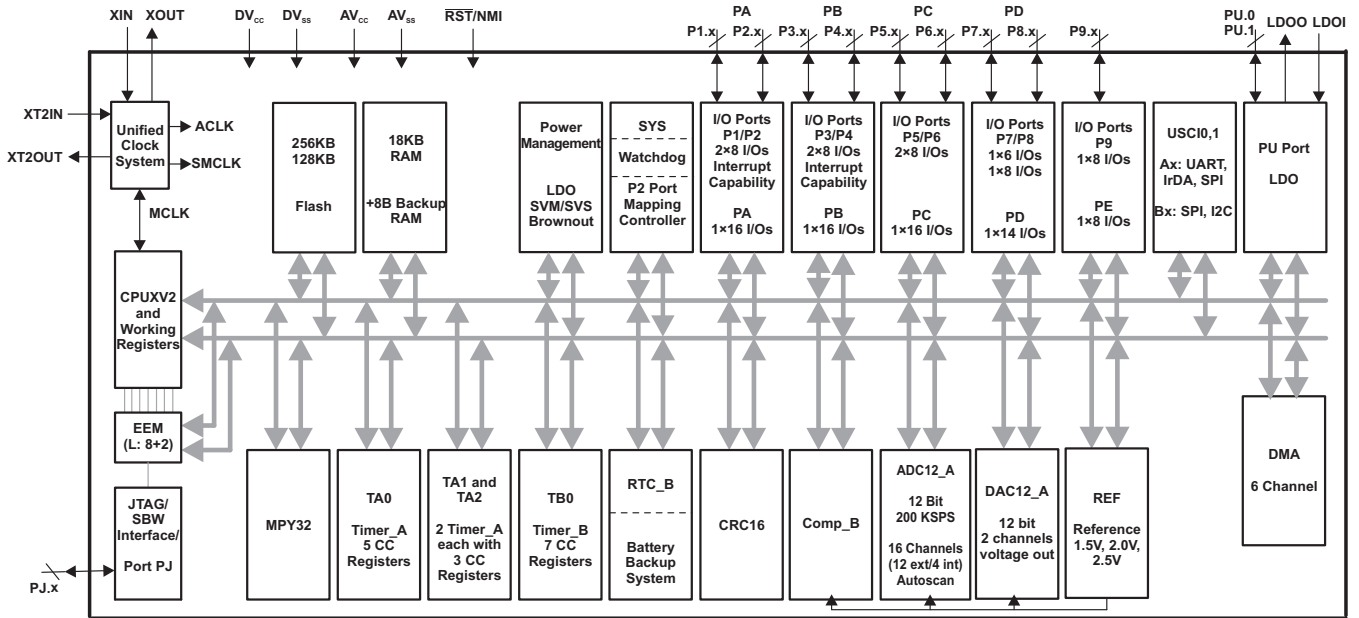 XIN XOUT DVCC DVSS AVCC AVSS RST/NMI PA PB PC PD PU.0 LDOO LDOI
P1.x P2.x P3.x P4.x P5.x P6.x P7.x P8.x P9.x PU.1
XT2IN
XT2OUT
Unified
Clock
System
ACLK
SMCLK
MCLK
256KB
128KB
Flash
18KB
RAM
+8B Backup
RAM
Power
Management
LDO
SVM/SVS
Brownout
SYS
Watchdog
P2 Port
Mapping
Controller
I/O Ports
P1/P2
2×8 I/Os
Interrupt
Capability
PA
1×16 I/Os
I/O Ports
P3/P4
2×8 I/Os
Interrupt
Capability
PB
1×16 I/Os
I/O Ports
P5/P6
2×8 I/Os
PC
1×16 I/Os
I/O Ports
P7/P8
1×6 I/Os
1×8 I/Os
PD
1×14 I/Os
I/O Ports
P9
1×8 I/Os
PE
1×8 I/Os
USCI0,1
Ax: UART,
IrDA, SPI
Bx: SPI, I2C
PU Port
LDO
CPUXV2
and
Working
Registers
EEM
(L: 8+2)
JTAG/
SBW
Interface/
Port PJ
PJ.x
MPY32
TA0
Timer_A
5 CC
Registers
TA1 and
TA2
2 Timer_A
each with
3 CC
Registers
TB0
Timer_B
7 CC
Registers
RTC_B
Battery
Backup
System
CRC16
Comp_B
ADC12_A
12 Bit
200 KSPS
16 Channels
(12 ext/4 int)
Autoscan
DAC12_A
12 bit
2 channels
voltage out
REF
Reference
1.5V, 2.0V,
2.5V
DMA
6 Channel